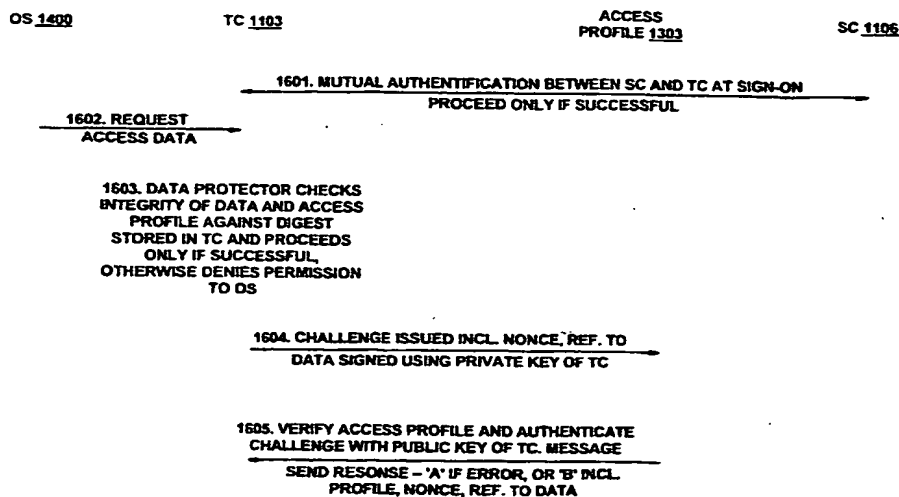 OS 1400 TC 1103 ACCESS PROFILE 1303 SC 1106
1601. MUTUAL AUTHENTIFICATION BETWEEN SC AND TC AT SIGN-ON
PROCEED ONLY IF SUCCESSFUL
1602. REQUEST
ACCESS DATA
1603. DATA PROTECTOR CHECKS
INTEGRITY OF DATA AND ACCESS
PROFILE AGAINST DIGEST
STORED IN TC AND PROCEEDS
ONLY IF SUCCESSFUL,
OTHERWISE DENIES PERMISSION
TO OS
1604. CHALLENGE ISSUED INCL. NONCE, REF. TO
DATA SIGNED USING PRIVATE KEY OF TC
1605. VERIFY ACCESS PROFILE AND AUTHENTICATE
CHALLENGE WITH PUBLIC KEY OF TC. MESSAGE
SEND RESONSE – 'A' IF ERROR, OR 'B' INCL.
PROFILE, NONCE, REF. TO DATA